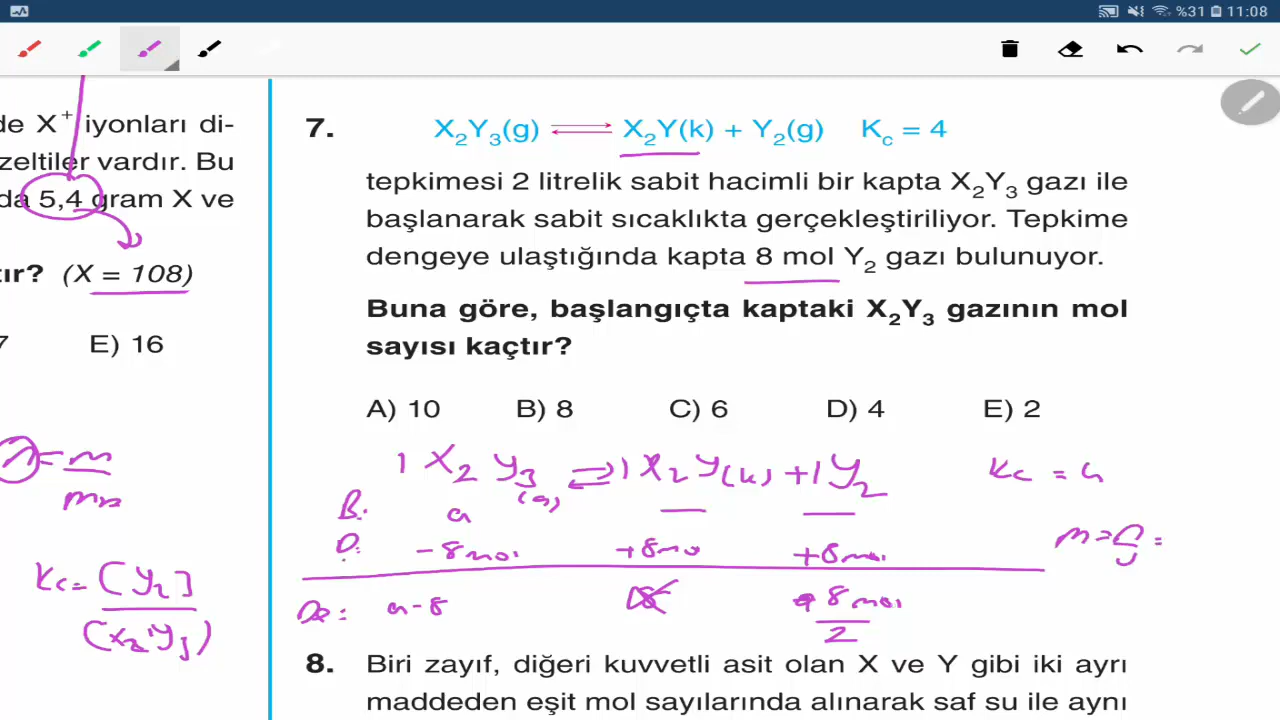 %31 11:08
de X⁺ iyonları di-
zeltiler vardır. Bu
da 5,4 gram X ve
tır? (X = 108)
7 E) 16
n = m
ma
Kc = [Y₂]
[X₂Y₃]
7. X₂Y₃(g) ⇌ X₂Y(k) + Y₂(g) K꜀ = 4
tepkimesi 2 litrelik sabit hacimli bir kapta X₂Y₃ gazı ile
başlanarak sabit sıcaklıkta gerçekleştiriliyor. Tepkime
dengeye ulaştığında kapta 8 mol Y₂ gazı bulunuyor.
Buna göre, başlangıçta kaptaki X₂Y₃ gazının mol
sayısı kaçtır?
A) 10 B) 8 C) 6 D) 4 E) 2
1 X₂Y₃(g) ⇌ 1 X₂Y(k) + 1 Y₂ Kc = 4
B. a — —
D: -8mol +8mo +8mol
De: a-8 8mol
2
8. Biri zayıf, diğeri kuvvetli asit olan X ve Y gibi iki ayrı
maddeden eşit mol sayılarında alınarak saf su ile aynı